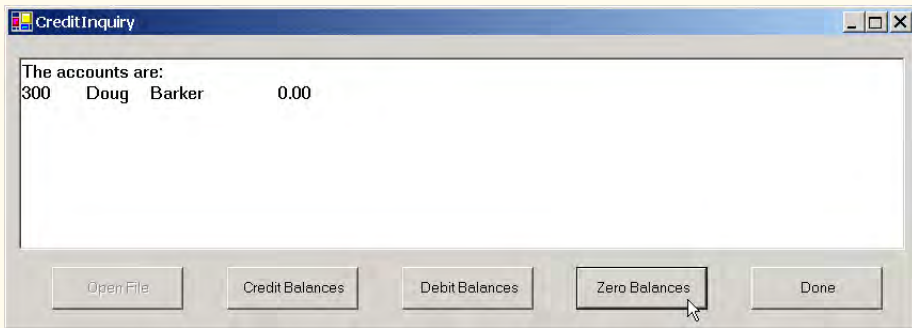 CreditInquiry
The accounts are:
300 Doug Barker 0.00
Open File Credit Balances Debit Balances Zero Balances Done